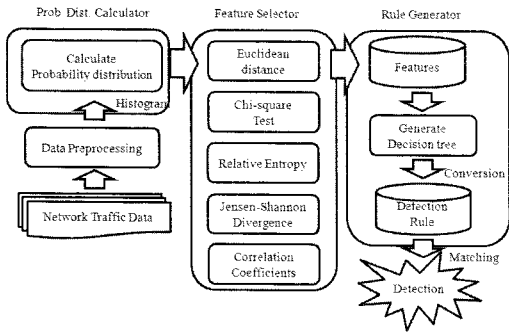 Prob. Dist. Calculator
Calculate
Probability distribution
Histogram
Data Preprocessing
Network Traffic Data
Feature Selector
Euclidean
distance
Chi-square
Test
Relative Entropy
Jensen-Shannon
Divergence
Correlation
Coefficients
Rule Generator
Features
Generate
Decision tree
Conversion
Detection
Rule
Matching
Detection